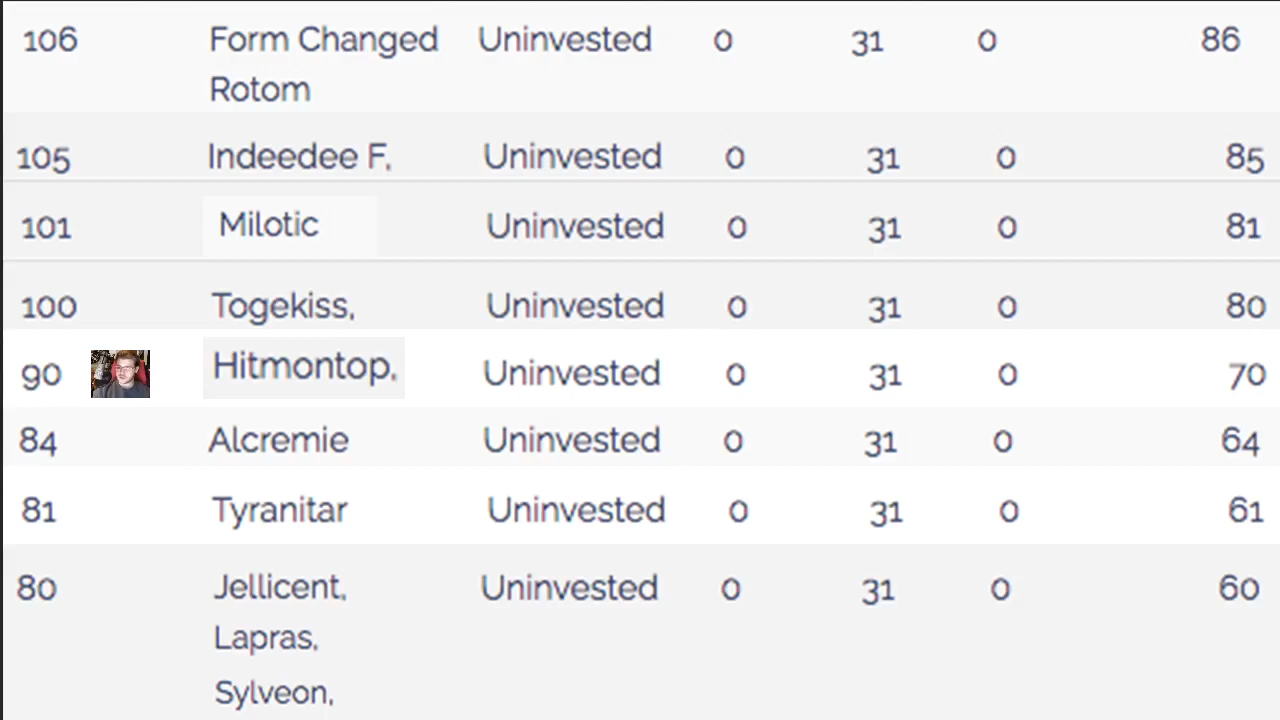 106 Form Changed Uninvested 0 31 0 86
Rotom
105 Indeedee F, Uninvested 0 31 0 85
101 Milotic Uninvested 0 31 0 81
100 Togekiss, Uninvested 0 31 0 80
90 Hitmontop, Uninvested 0 31 0 70
84 Alcremie Uninvested 0 31 0 64
81 Tyranitar Uninvested 0 31 0 61
80 Jellicent, Uninvested 0 31 0 60
Lapras,
Sylveon,